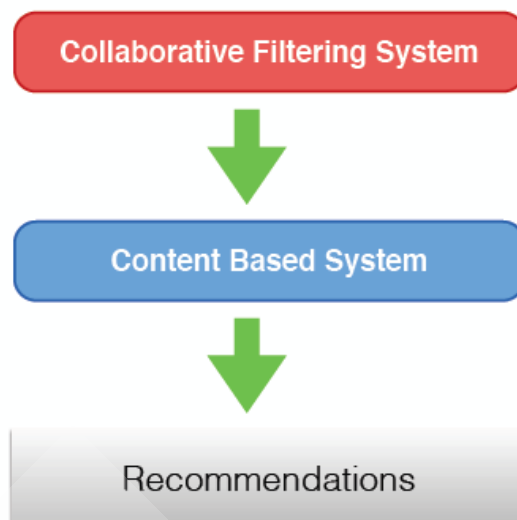 Collaborative Filtering System
Content Based System
Recommendations